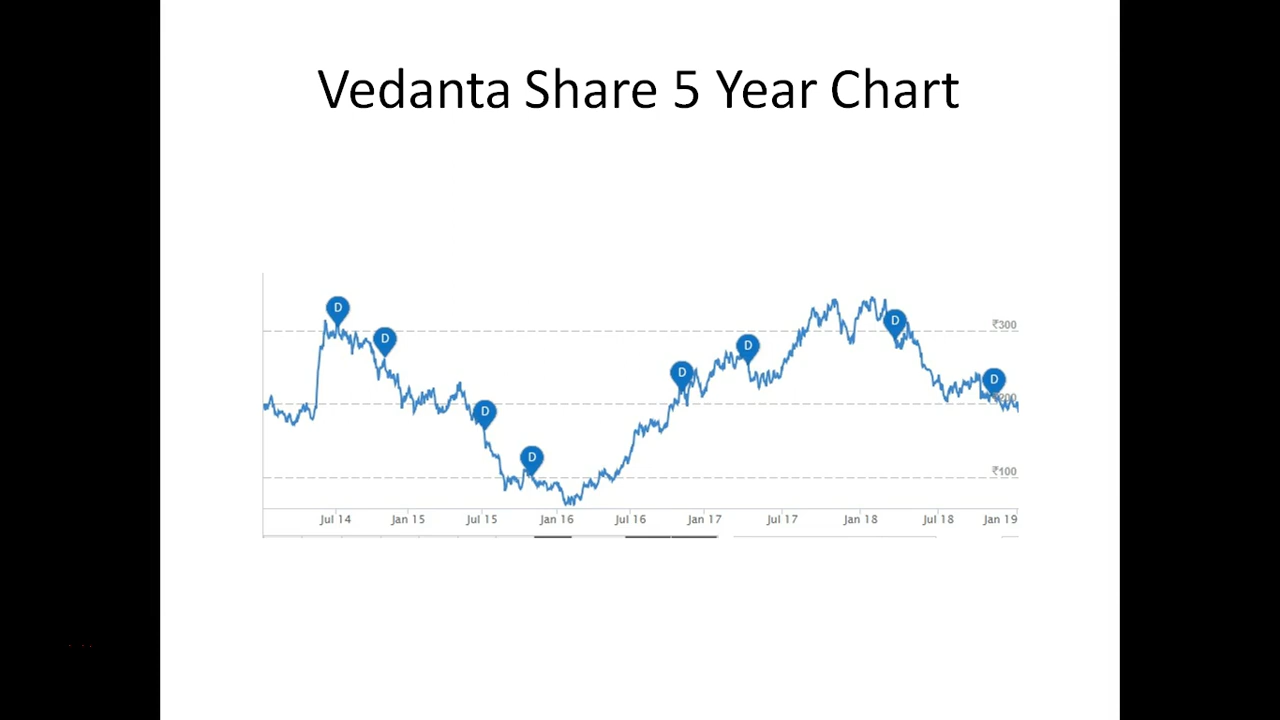 Vedanta Share 5 Year Chart
D
D
D
D
D
D
D
D
₹300
₹200
₹100
Jul 14 Jan 15 Jul 15 Jan 16 Jul 16 Jan 17 Jul 17 Jan 18 Jul 18 Jan 19